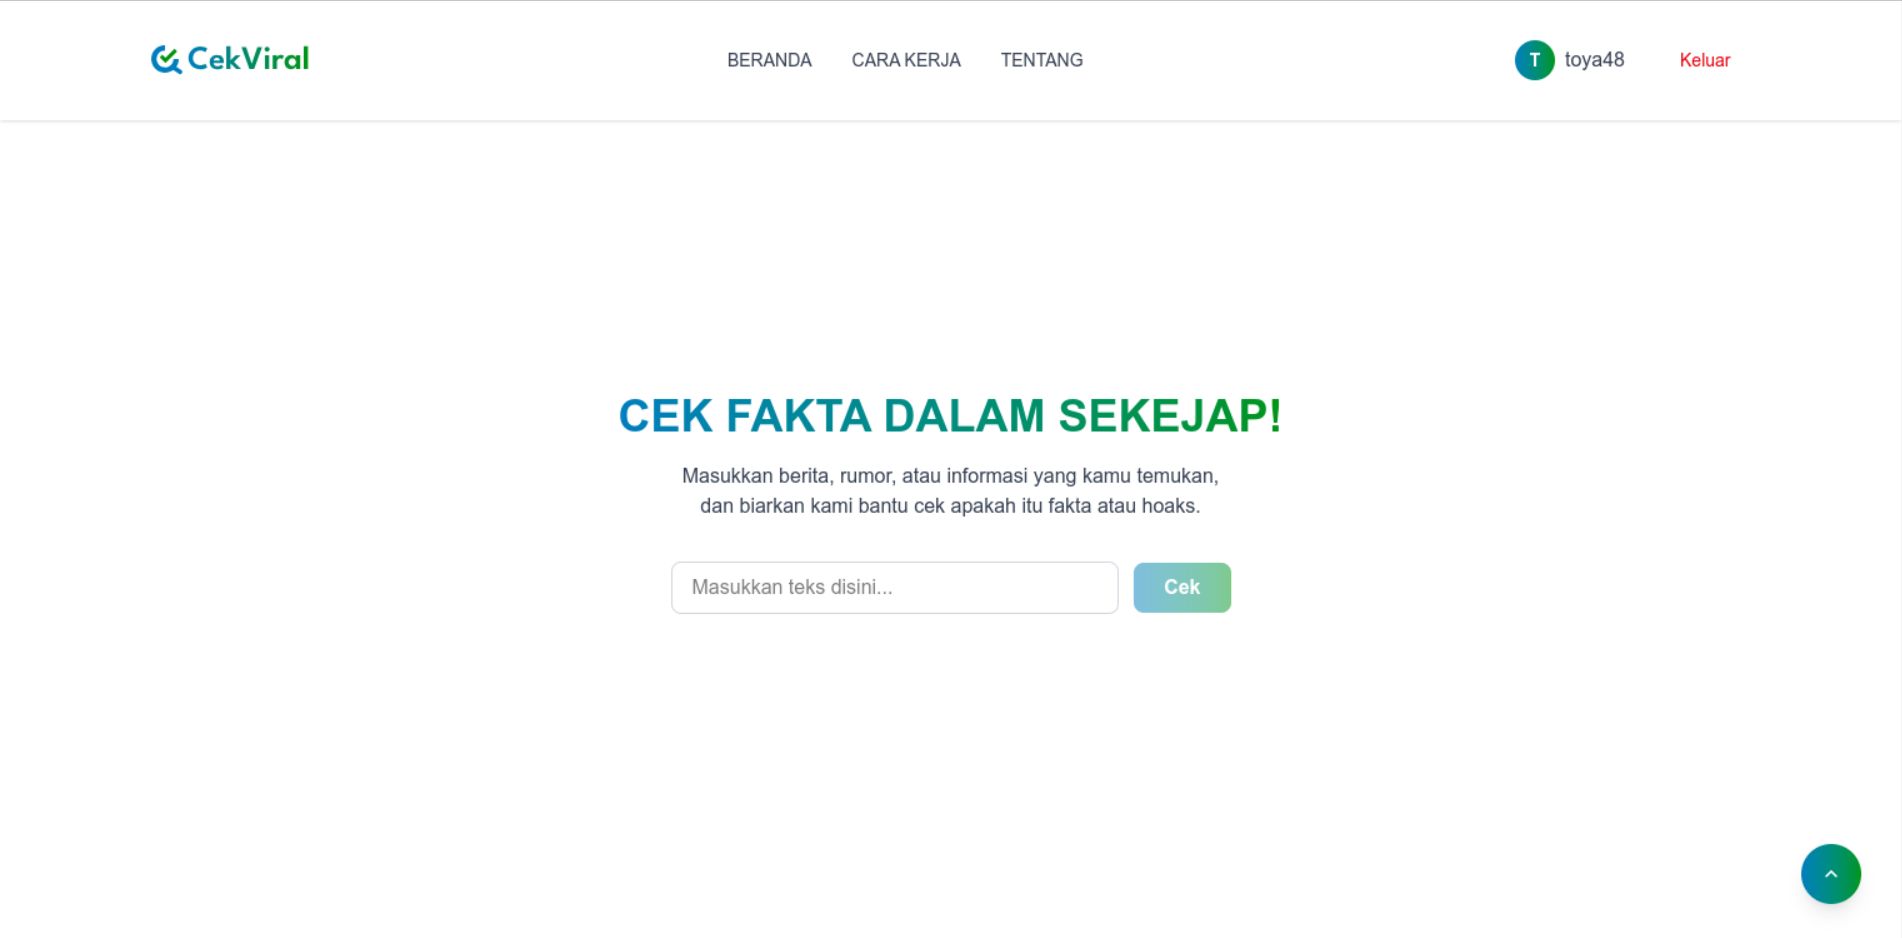 CekViral
BERANDA CARA KERJA TENTANG
T toya48 Keluar
CEK FAKTA DALAM SEKEJAP!
Masukkan berita, rumor, atau informasi yang kamu temukan,
dan biarkan kami bantu cek apakah itu fakta atau hoaks.
Masukkan teks disini...
Cek